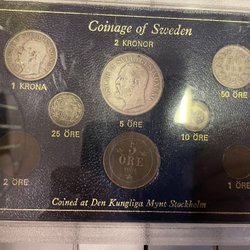 Coinage of Sweden
2 KRONOR
1 KRONA
50 ÖRE
25 ÖRE
5 ÖRE
10 ÖRE
5
ÖRE
2 ÖRE
1 ÖRE
Coined at Den Kungliga Mynt Stockholm